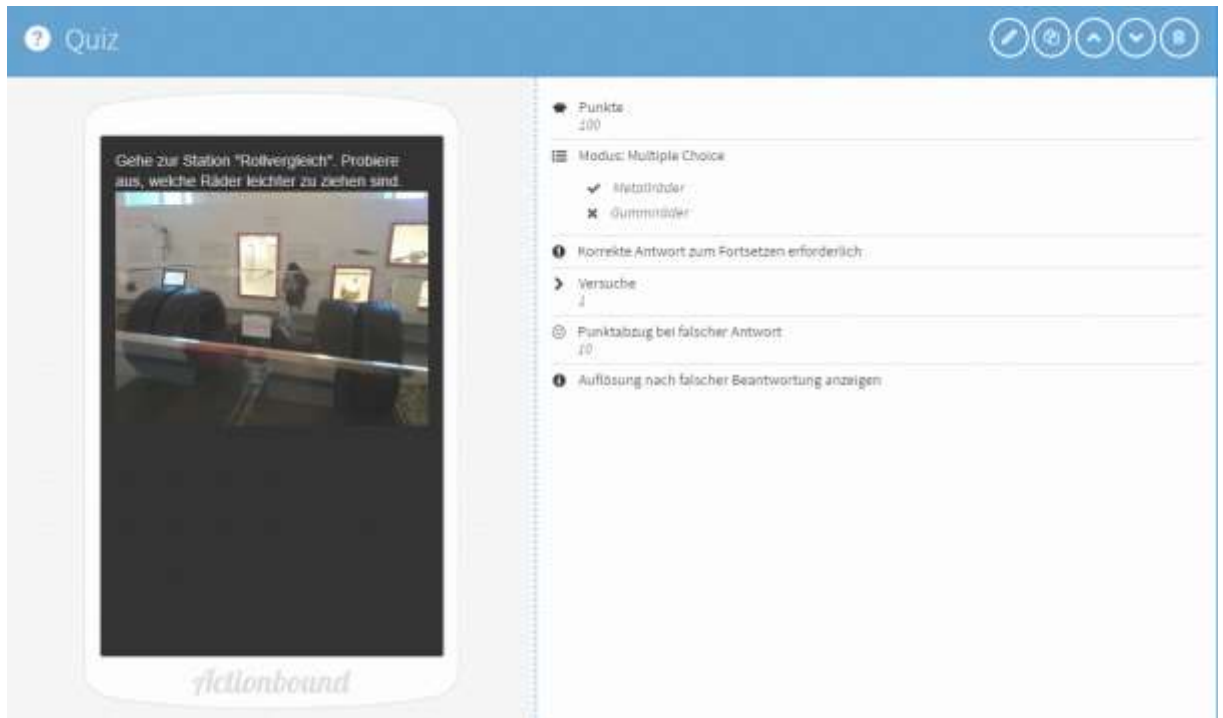 ? Quiz
Gehe zur Station "Rollvergleich". Probiere
aus, welche Räder leichter zu ziehen sind.
Actionbound
Punkte
100
Modus: Multiple Choice
Metallräder
Gummiräder
Korrekte Antwort zum Fortsetzen erforderlich
Versuche
1
Punktabzug bei falscher Antwort
10
Auflösung nach falscher Beantwortung anzeigen